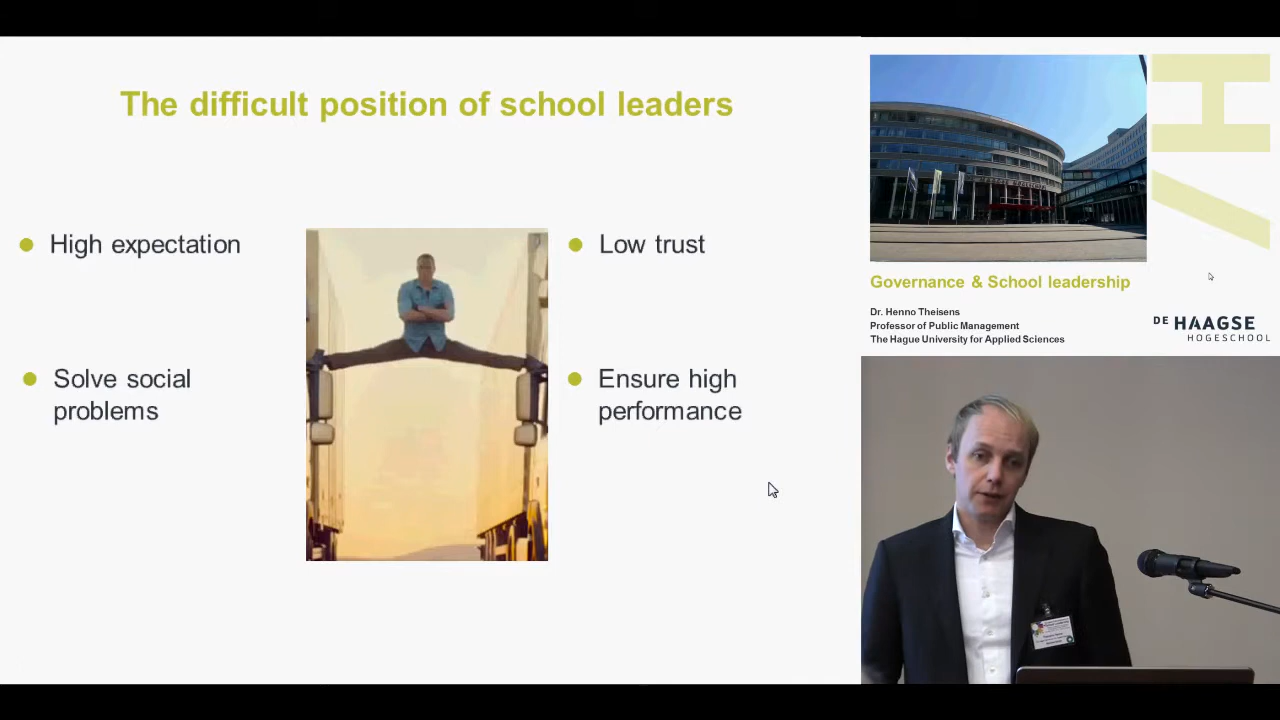 The difficult position of school leaders
High expectation
Low trust
Solve social
problems
Ensure high
performance
Governance & School leadership
Dr. Henno Theisens
Professor of Public Management
The Hague University for Applied Sciences
DE HAAGSE
HOGESCHOOL